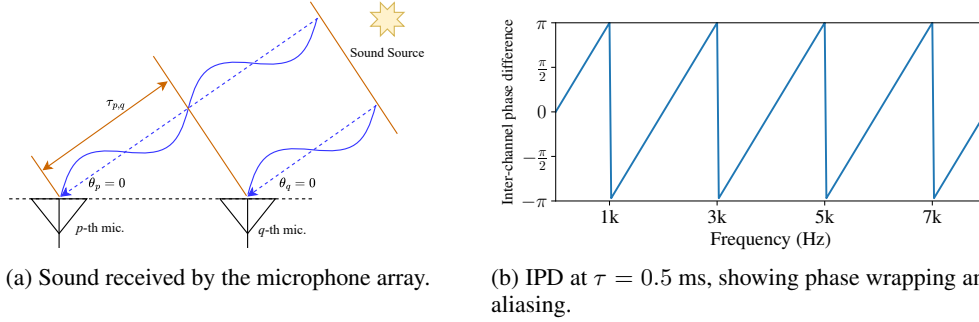 Sound Source
τp,q
θp = 0
θq = 0
p-th mic.
q-th mic.
(a) Sound received by the microphone array.
Inter-channel phase difference
π
π/2
0
−π/2
−π
1k 3k 5k 7k
Frequency (Hz)
(b) IPD at τ = 0.5 ms, showing phase wrapping an
aliasing.